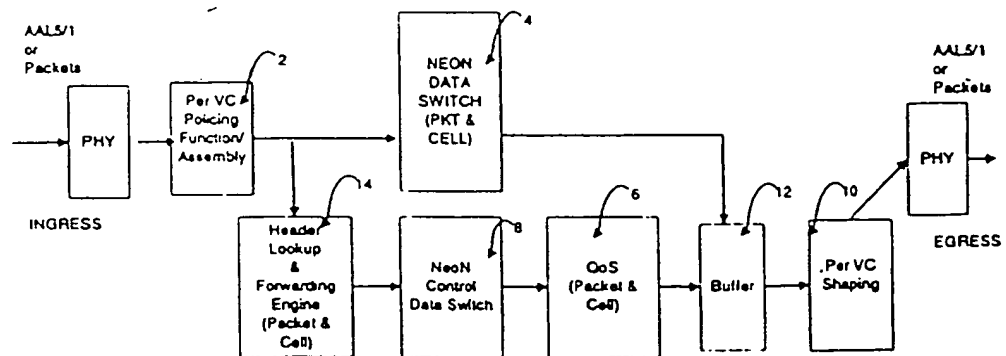 AAL5/1
or
Packets
PHY
INGRESS
2
Per VC
Policing
Function/
Assembly
4
NEON
DATA
SWITCH
(PKT &
CELL)
14
Header
Lookup
&
Forwarding
Engine
(Packet &
Cell)
8
NeoN
Control
Data Switch
6
QoS
(Packet &
Cell)
12
Buffer
10
Per VC
Shaping
AAL5/1
or
Packets
PHY
EGRESS